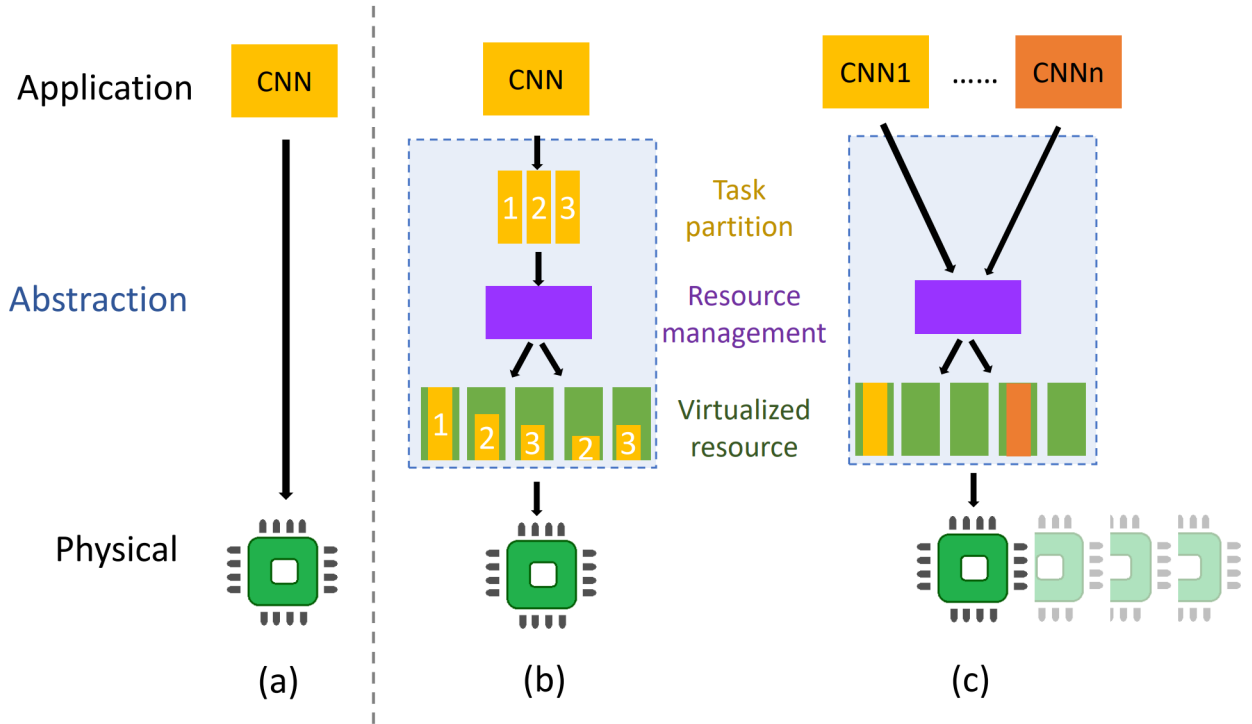 Application
CNN
CNN
CNN1
......
CNNn
1 2 3
Task
partition
Abstraction
Resource
management
1 2 3 2 3
Virtualized
resource
Physical
(a)
(b)
(c)